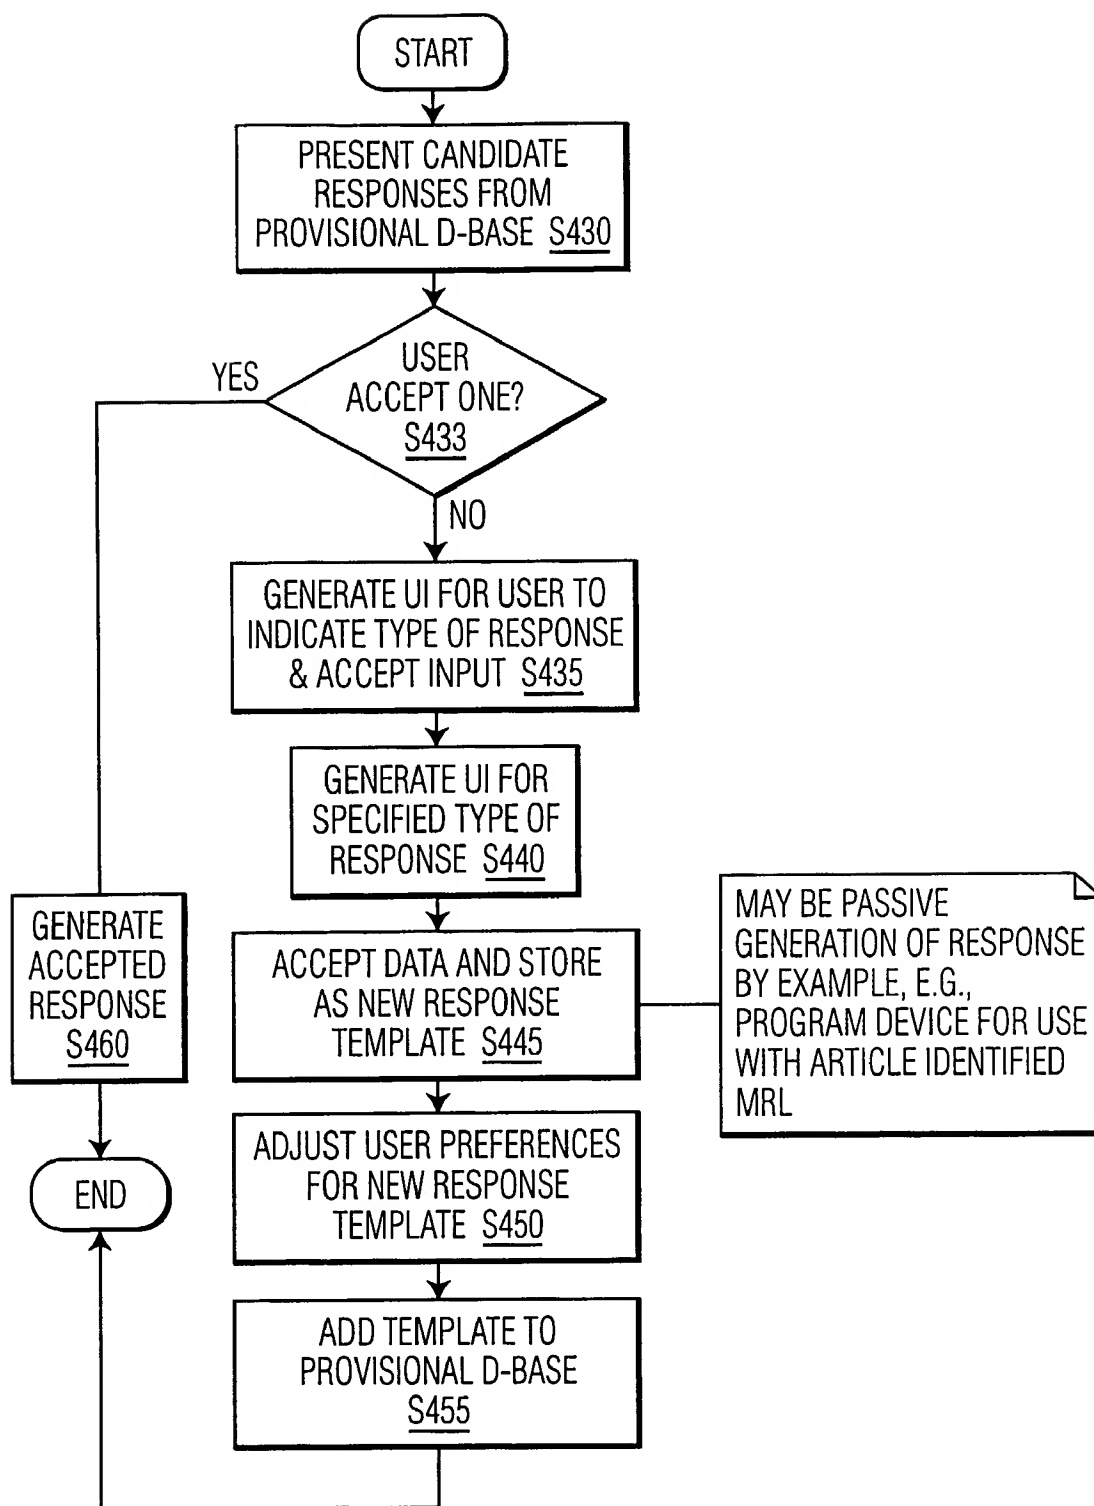 START
PRESENT CANDIDATE
RESPONSES FROM
PROVISIONAL D-BASE S430
USER
ACCEPT ONE?
S433
YES
NO
GENERATE UI FOR USER TO
INDICATE TYPE OF RESPONSE
& ACCEPT INPUT S435
GENERATE UI FOR
SPECIFIED TYPE OF
RESPONSE S440
GENERATE
ACCEPTED
RESPONSE
S460
ACCEPT DATA AND STORE
AS NEW RESPONSE
TEMPLATE S445
MAY BE PASSIVE
GENERATION OF RESPONSE
BY EXAMPLE, E.G.,
PROGRAM DEVICE FOR USE
WITH ARTICLE IDENTIFIED
MRL
END
ADJUST USER PREFERENCES
FOR NEW RESPONSE
TEMPLATE S450
ADD TEMPLATE TO
PROVISIONAL D-BASE
S455